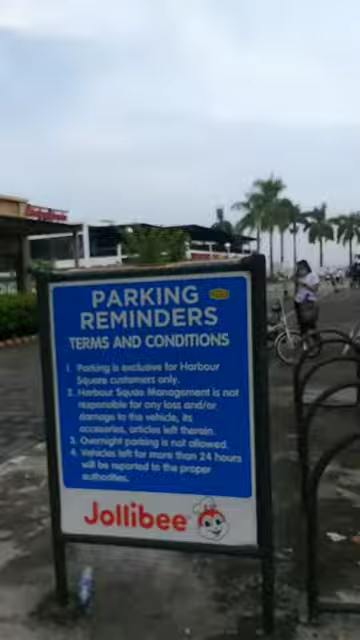 PARKING
REMINDERS
TERMS AND CONDITIONS
1. Parking is exclusive for Harbour
Square customers only.
2. Harbour Square Management is not
responsible for any loss and/or
damage to the vehicle, its
accessories, articles left therein.
3. Overnight parking is not allowed.
4. Vehicles left for more than 24 hours
will be reported to the proper
authorities.
Jollibee